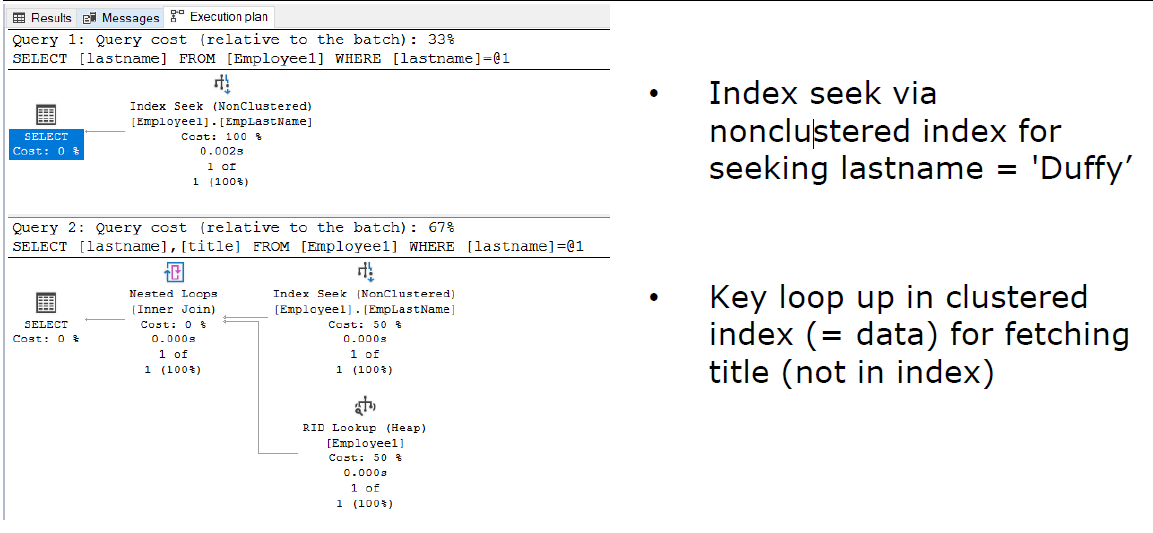 Results Messages Execution plan
Query 1: Query cost (relative to the batch): 33%
SELECT [lastname] FROM [Employee1] WHERE [lastname]=@1
SELECT
Cost: 0 %
Index Seek (NonClustered)
[Employee1].[EmpLastName]
Cost: 100 %
0.002s
1 of
1 (100%)
Query 2: Query cost (relative to the batch): 67%
SELECT [lastname],[title] FROM [Employee1] WHERE [lastname]=@1
SELECT
Cost: 0 %
Nested Loops
(Inner Join)
Cost: 0 %
0.000s
1 of
1 (100%)
Index Seek (NonClustered)
[Employee1].[EmpLastName]
Cost: 50 %
0.000s
1 of
1 (100%)
RID Lookup (Heap)
[Employee1]
Cost: 50 %
0.000s
1 of
1 (100%)
• Index seek via
nonclustered index for
seeking lastname = 'Duffy’
• Key loop up in clustered
index (= data) for fetching
title (not in index)